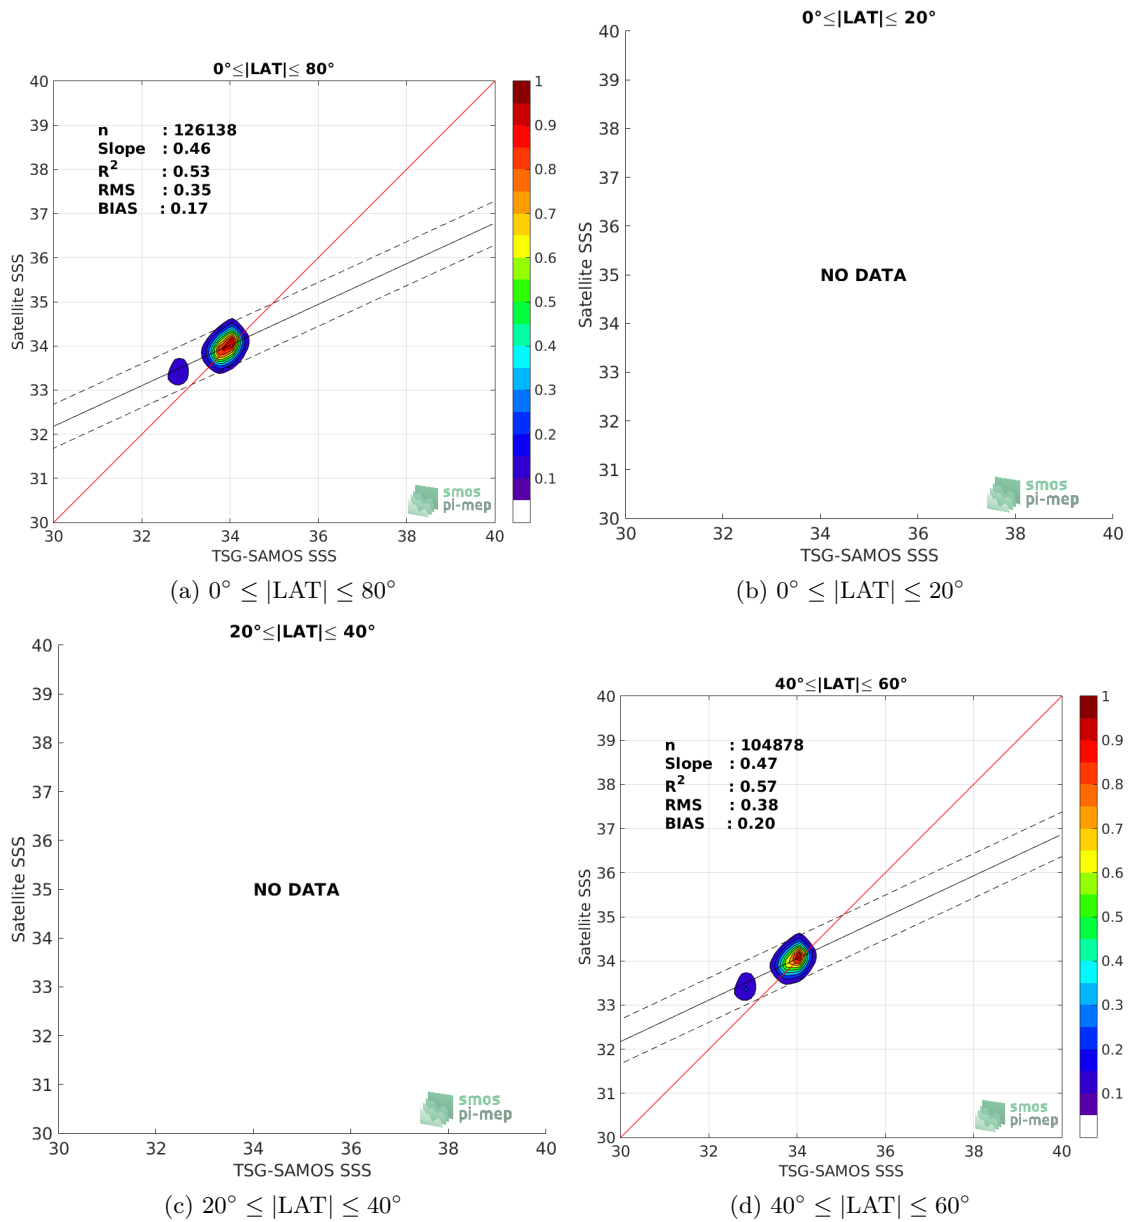 0°≤|LAT|≤ 80°
40
39
38
37
36
35
34
33
32
31
30
n : 126138
Slope : 0.46
R2 : 0.53
RMS : 0.35
BIAS : 0.17
Satellite SSS
30 32 34 36 38 40
TSG-SAMOS SSS
smos
pi-mep
1
0.9
0.8
0.7
0.6
0.5
0.4
0.3
0.2
0.1
(a) 0° ≤ |LAT| ≤ 80°
0°≤|LAT|≤ 20°
40
39
38
37
36
35
34
33
32
31
30
Satellite SSS
NO DATA
smos
pi-mep
30 32 34 36 38 40
TSG-SAMOS SSS
(b) 0° ≤ |LAT| ≤ 20°
20°≤|LAT|≤ 40°
40
39
38
37
36
35
34
33
32
31
30
Satellite SSS
NO DATA
smos
pi-mep
30 32 34 36 38 40
TSG-SAMOS SSS
(c) 20° ≤ |LAT| ≤ 40°
40°≤|LAT|≤ 60°
40
39
38
37
36
35
34
33
32
31
30
n : 104878
Slope : 0.47
R2 : 0.57
RMS : 0.38
BIAS : 0.20
Satellite SSS
smos
pi-mep
30 32 34 36 38 40
TSG-SAMOS SSS
1
0.9
0.8
0.7
0.6
0.5
0.4
0.3
0.2
0.1
(d) 40° ≤ |LAT| ≤ 60°